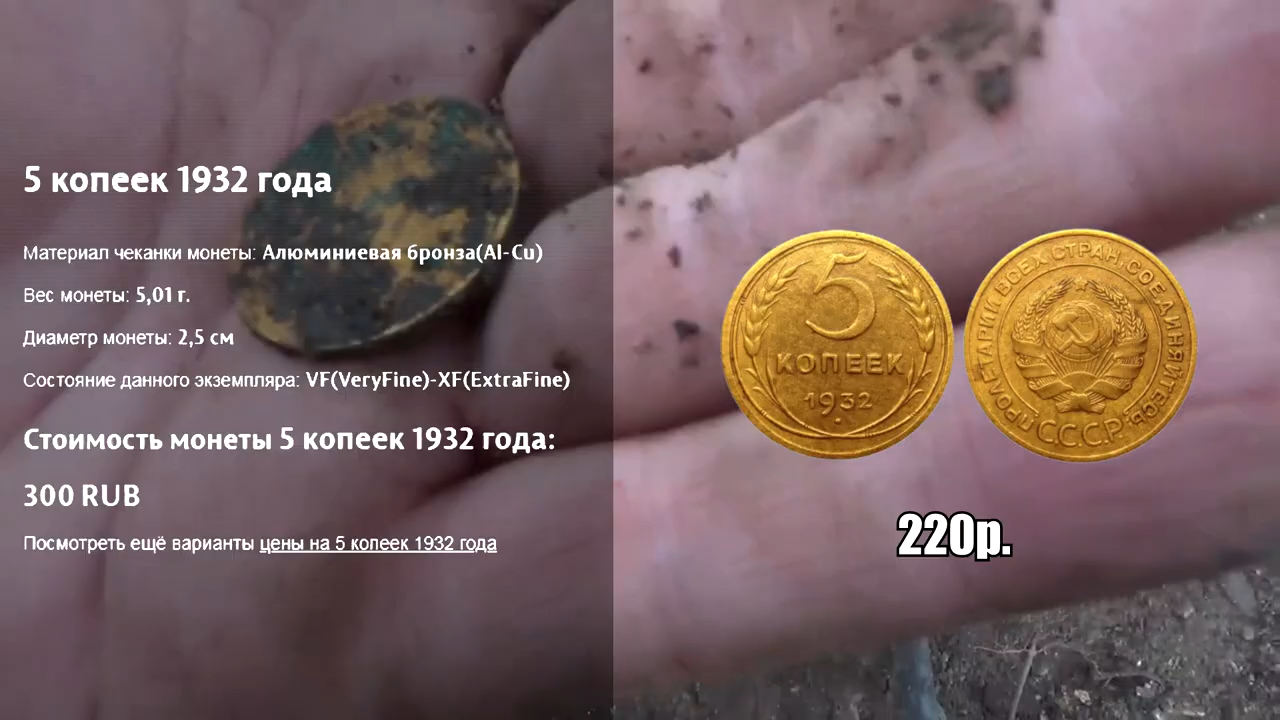 5 копеек 1932 года
Материал чеканки монеты: Алюминиевая бронза(Al-Cu)
Вес монеты: 5,01 г.
Диаметр монеты: 2,5 см
Состояние данного экземпляра: VF(VeryFine)-XF(ExtraFine)
Стоимость монеты 5 копеек 1932 года:
300 RUB
Посмотреть ещё варианты цены на 5 копеек 1932 года
5
КОПЕЕК
1932
ПРОЛЕТАРИИ ВСЕХ СТРАН, СОЕДИНЯЙТЕСЬ
С.С.С.Р.
220р.